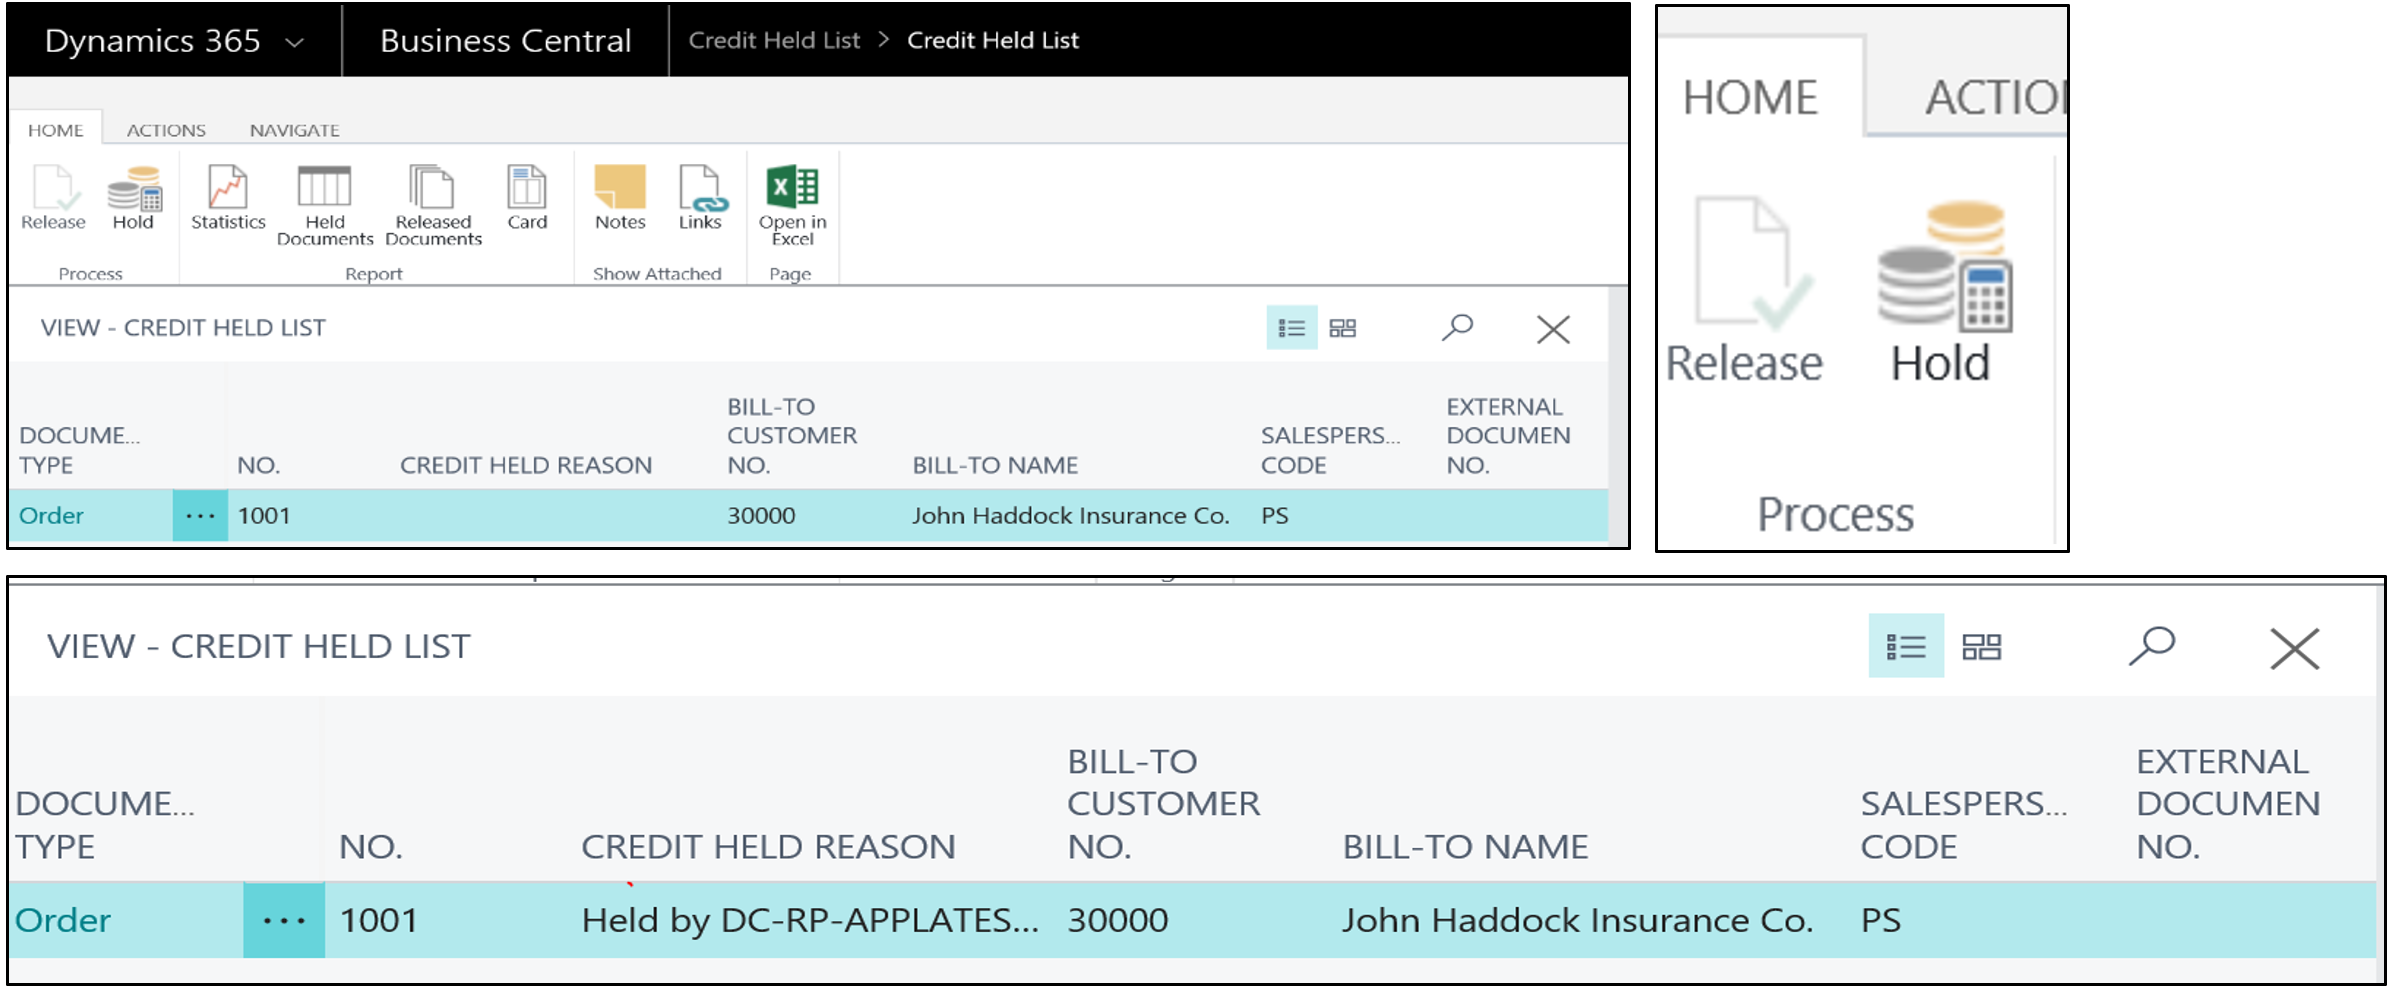 Dynamics 365 Business Central Credit Held List > Credit Held List
HOME ACTIONS NAVIGATE
Release Hold Statistics Held Documents Released Documents Card Notes Links Open in Excel
Process Report Show Attached Page
VIEW - CREDIT HELD LIST
DOCUME... TYPE NO. CREDIT HELD REASON BILL-TO CUSTOMER NO. BILL-TO NAME SALESPERS... CODE EXTERNAL DOCUMEN NO.
Order ... 1001 30000 John Haddock Insurance Co. PS
HOME ACTIO
Release Hold
Process
VIEW - CREDIT HELD LIST
DOCUME... TYPE NO. CREDIT HELD REASON BILL-TO CUSTOMER NO. BILL-TO NAME SALESPERS... CODE EXTERNAL DOCUMEN NO.
Order ... 1001 Held by DC-RP-APPLATES... 30000 John Haddock Insurance Co. PS